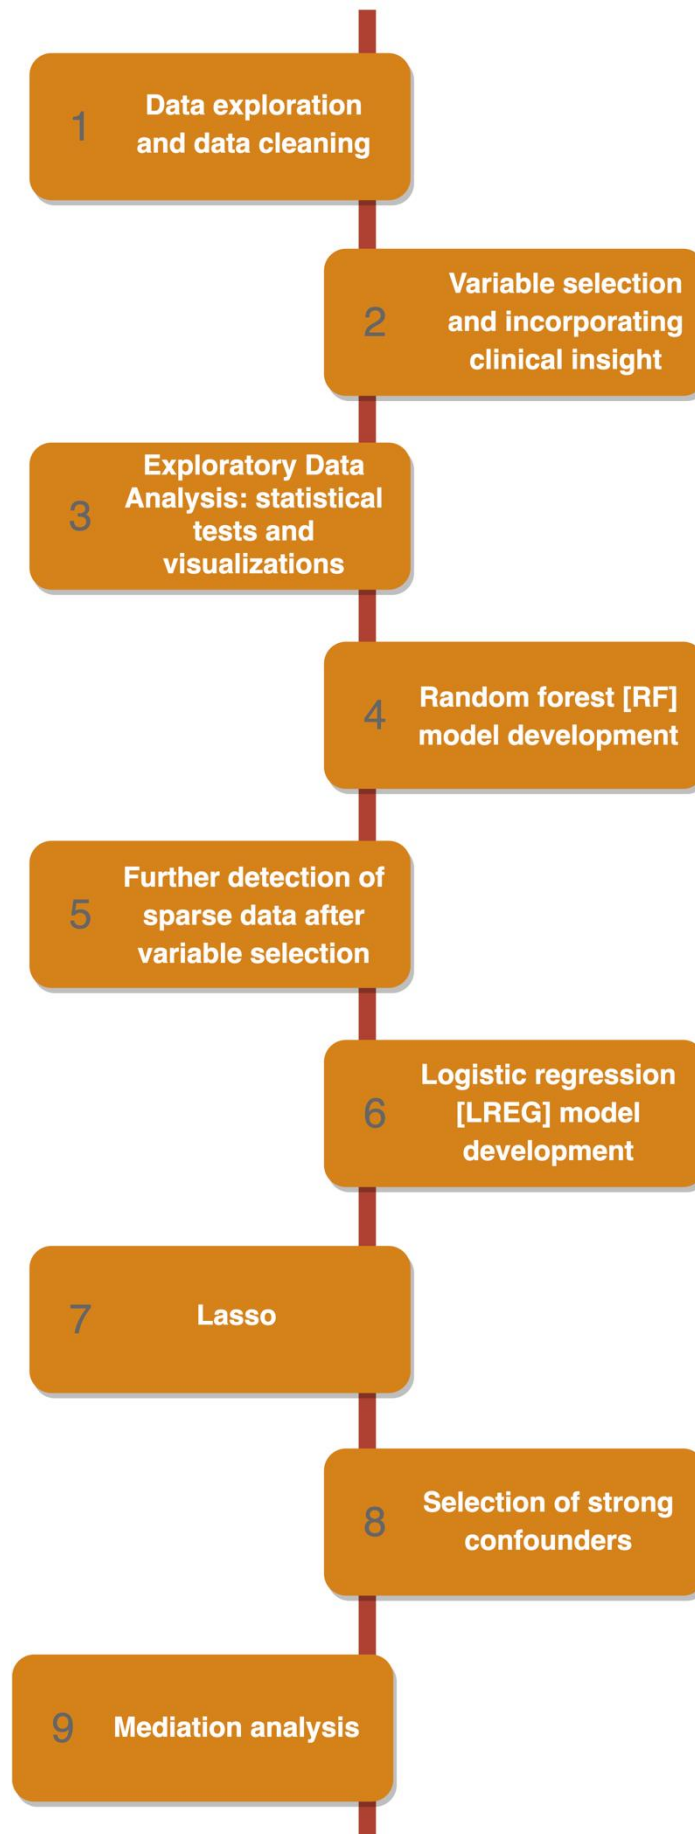 1
Data exploration
and data cleaning
2
Variable selection
and incorporating
clinical insight
3
Exploratory Data
Analysis: statistical
tests and
visualizations
4
Random forest [RF]
model development
5
Further detection of
sparse data after
variable selection
6
Logistic regression
[LREG] model
development
7
Lasso
8
Selection of strong
confounders
9
Mediation analysis